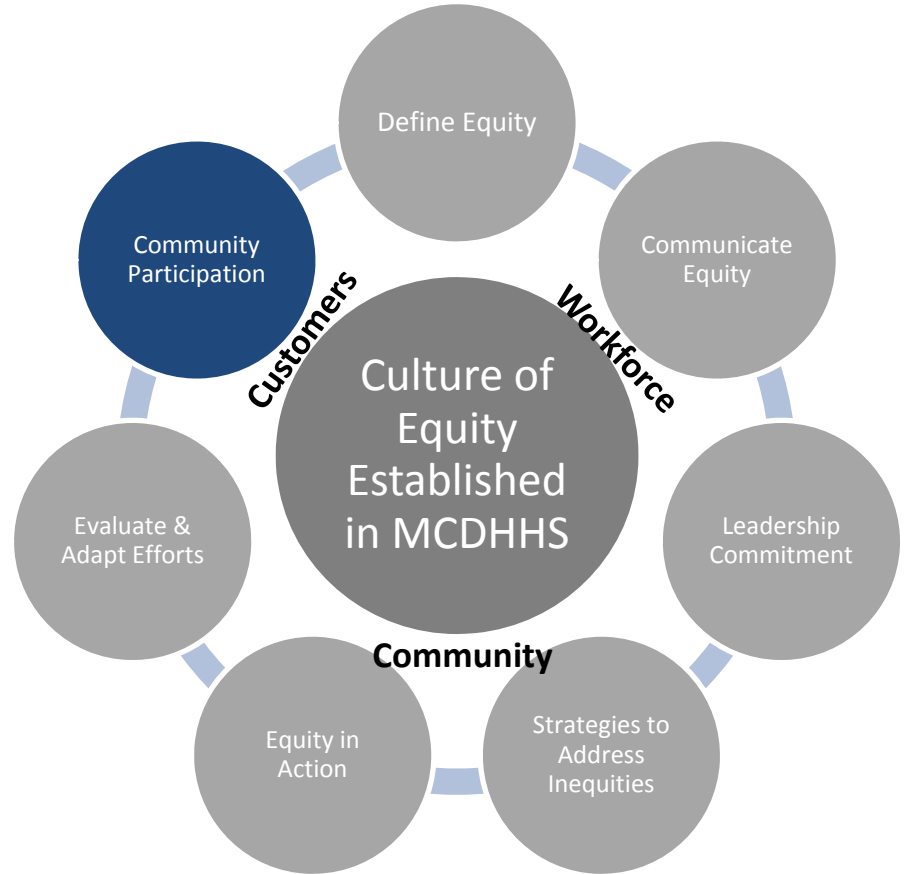 Define Equity
Communicate
Equity
Leadership
Commitment
Strategies to
Address
Inequities
Equity in
Action
Evaluate &
Adapt Efforts
Community
Participation
Customers
Workforce
Community
Culture of
Equity
Established
in MCDHHS